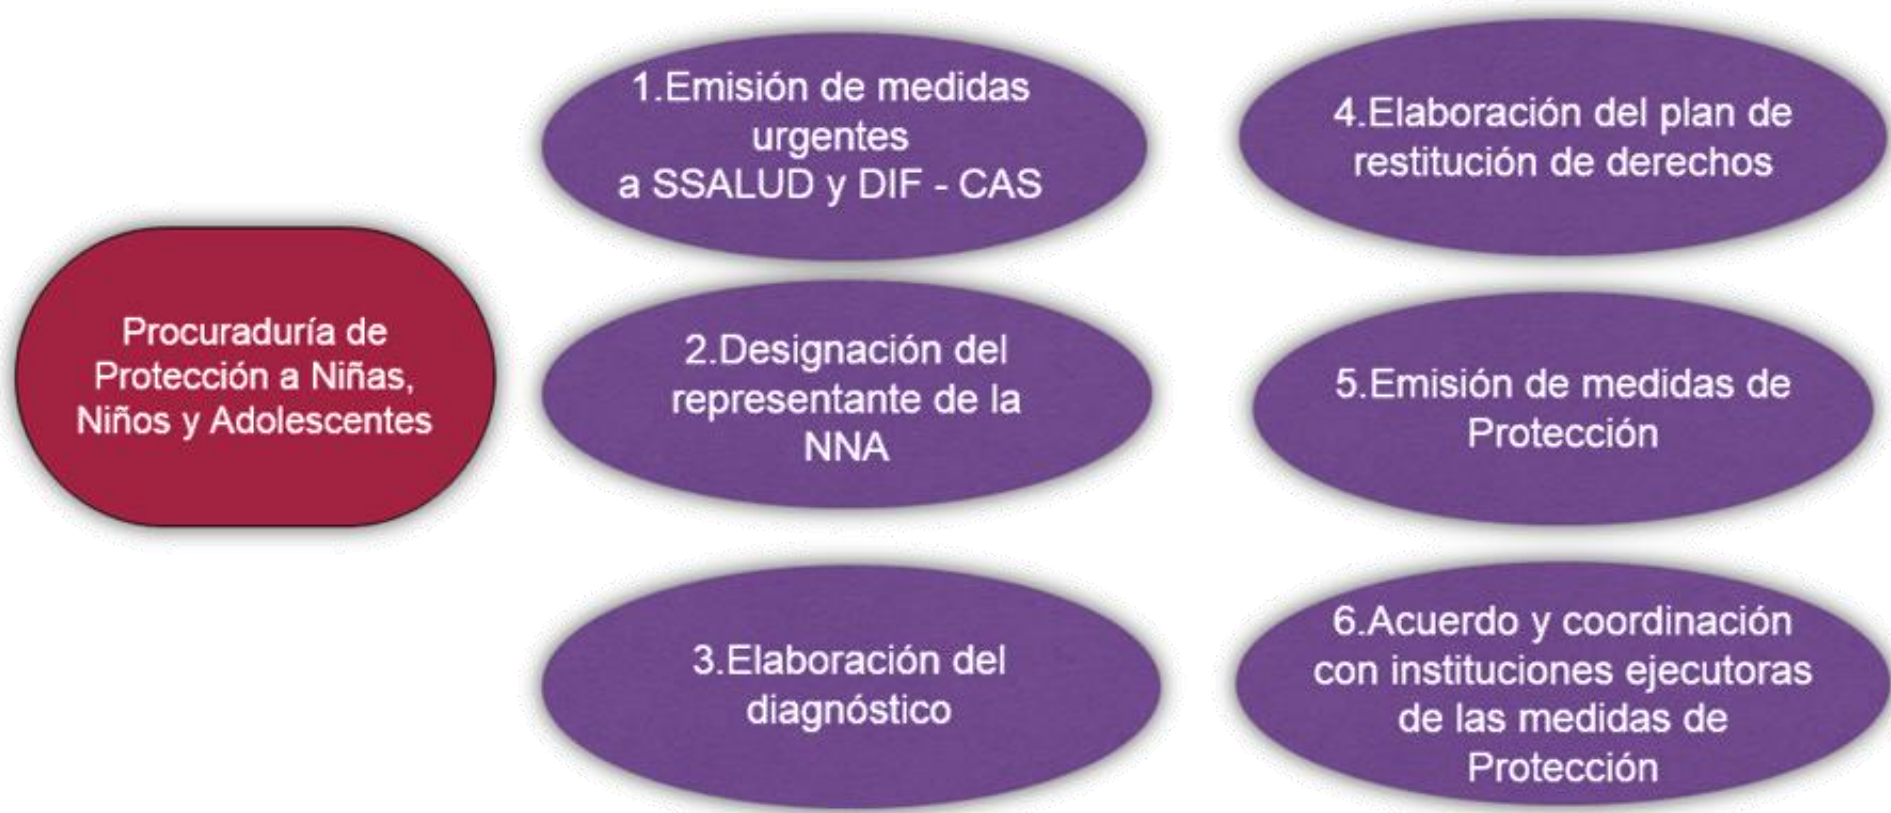 Procuraduría de
Protección a Niñas,
Niños y Adolescentes
1.Emisión de medidas
urgentes
a SSALUD y DIF - CAS
2.Designación del
representante de la
NNA
3.Elaboración del
diagnóstico
4.Elaboración del plan de
restitución de derechos
5.Emisión de medidas de
Protección
6.Acuerdo y coordinación
con instituciones ejecutoras
de las medidas de
Protección